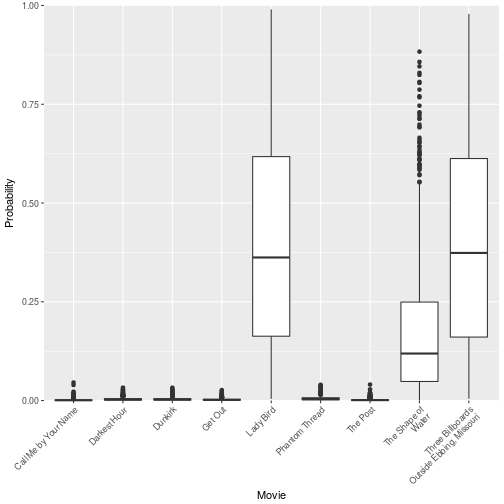 1.00
0.75
0.50
0.25
0.00
Probability
Call Me by Your Name
Darkest Hour
Dunkirk
Get Out
Lady Bird
Phantom Thread
The Post
The Shape of
Water
Three Billboards
Outside Ebbing, Missouri
Movie